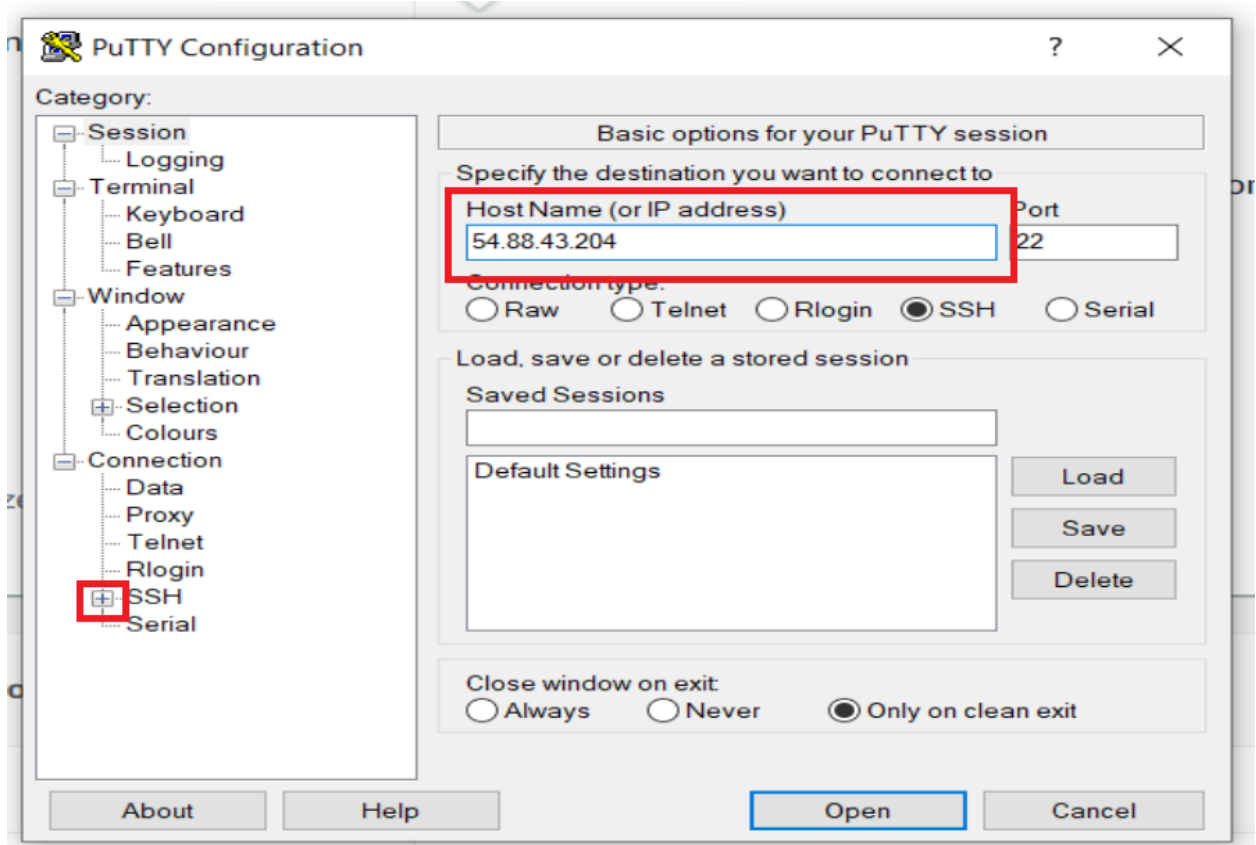 PuTTY Configuration
?
Category:
Session
Logging
Terminal
Keyboard
Bell
Features
Window
Appearance
Behaviour
Translation
Selection
Colours
Connection
Data
Proxy
Telnet
Rlogin
SSH
Serial
Basic options for your PuTTY session
Specify the destination you want to connect to
Host Name (or IP address) Port
54.88.43.204 22
Connection type:
Raw Telnet Rlogin SSH Serial
Load, save or delete a stored session
Saved Sessions
Default Settings
Load
Save
Delete
Close window on exit:
Always Never Only on clean exit
About Help Open Cancel